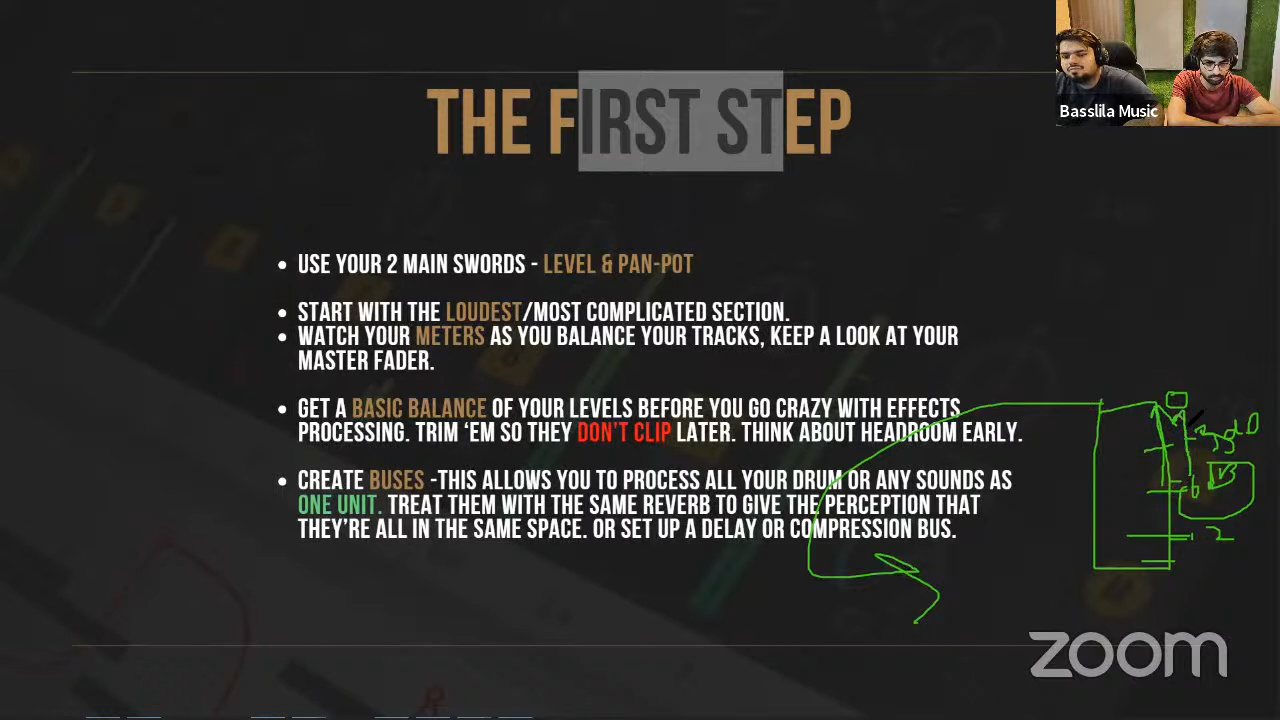 THE FIRST STEP
Basslila Music
• USE YOUR 2 MAIN SWORDS - LEVEL & PAN-POT
• START WITH THE LOUDEST/MOST COMPLICATED SECTION.
• WATCH YOUR METERS AS YOU BALANCE YOUR TRACKS, KEEP A LOOK AT YOUR
MASTER FADER.
• GET A BASIC BALANCE OF YOUR LEVELS BEFORE YOU GO CRAZY WITH EFFECTS
PROCESSING. TRIM ‘EM SO THEY DON'T CLIP LATER. THINK ABOUT HEADROOM EARLY.
• CREATE BUSES -THIS ALLOWS YOU TO PROCESS ALL YOUR DRUM OR ANY SOUNDS AS
ONE UNIT. TREAT THEM WITH THE SAME REVERB TO GIVE THE PERCEPTION THAT
THEY'RE ALL IN THE SAME SPACE. OR SET UP A DELAY OR COMPRESSION BUS.
zoom